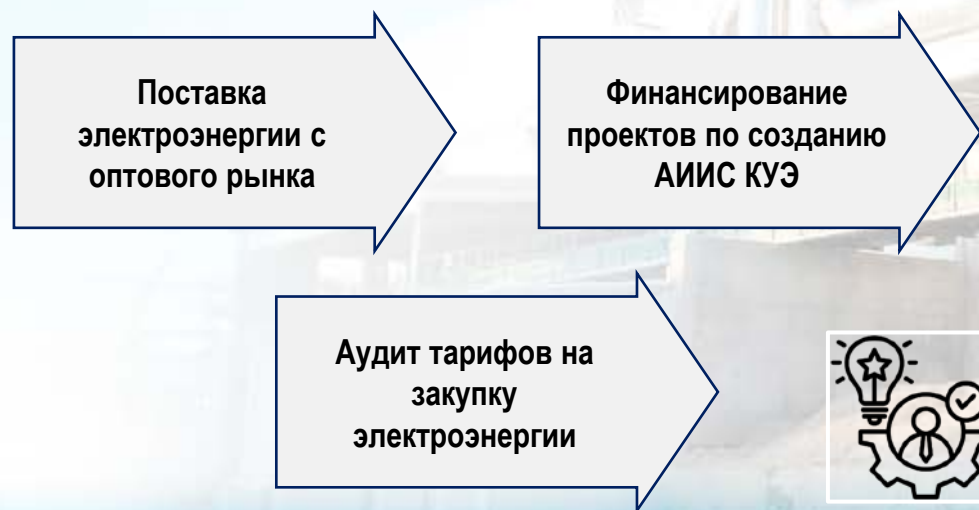 Поставка
электроэнергии с
оптового рынка
Финансирование
проектов по созданию
АИИС КУЭ
Аудит тарифов на
закупку
электроэнергии